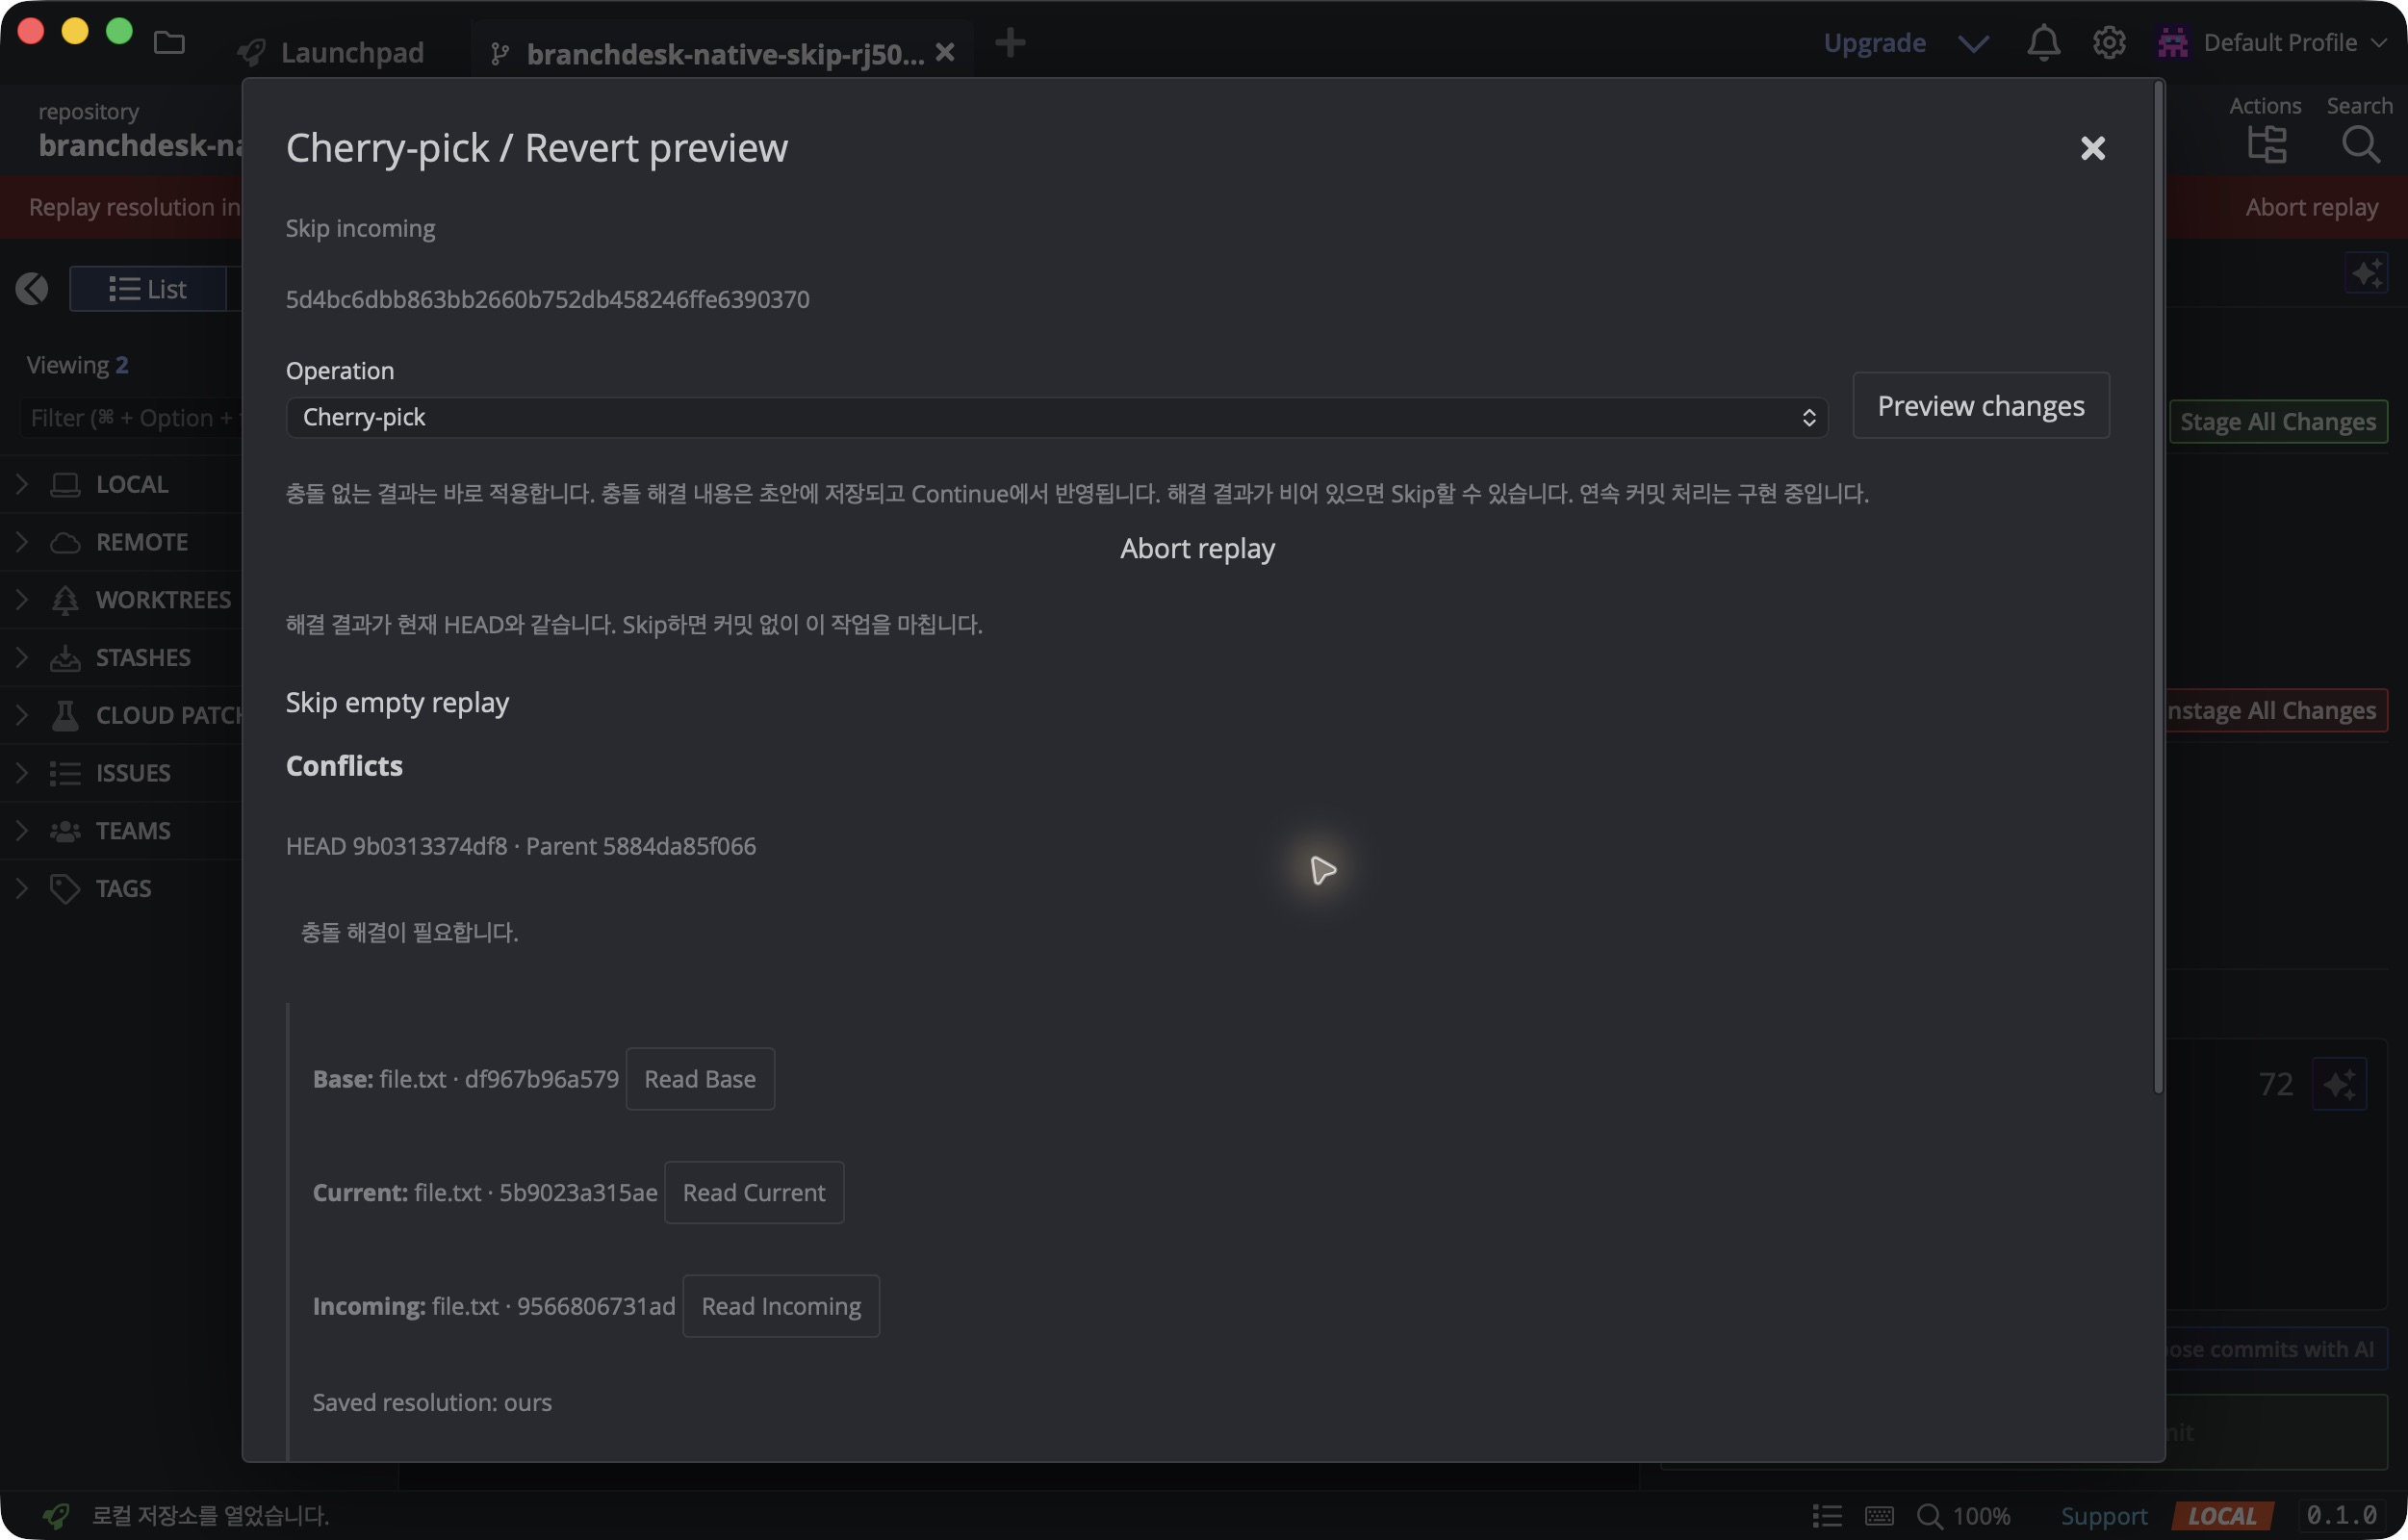 Launchpad
branchdesk-native-skip-rj50...
Upgrade
Default Profile
repository
branchdesk-na
Actions
Search
Replay resolution in
Abort replay
List
Viewing 2
Filter (⌘ + Option +
LOCAL
REMOTE
WORKTREES
STASHES
CLOUD PATCH
ISSUES
TEAMS
TAGS
Cherry-pick / Revert preview
Skip incoming
5d4bc6dbb863bb2660b752db458246ffe6390370
Operation
Cherry-pick
Preview changes
충돌 없는 결과는 바로 적용합니다. 충돌 해결 내용은 초안에 저장되고 Continue에서 반영됩니다. 해결 결과가 비어 있으면 Skip할 수 있습니다. 연속 커밋 처리는 구현 중입니다.
Abort replay
해결 결과가 현재 HEAD와 같습니다. Skip하면 커밋 없이 이 작업을 마칩니다.
Skip empty replay
Conflicts
HEAD 9b0313374df8 · Parent 5884da85f066
충돌 해결이 필요합니다.
Base: file.txt · df967b96a579 Read Base
Current: file.txt · 5b9023a315ae Read Current
Incoming: file.txt · 9566806731ad Read Incoming
Saved resolution: ours
Stage All Changes
nstage All Changes
72
ose commits with AI
mit
로컬 저장소를 열었습니다.
100%
Support
LOCAL
0.1.0